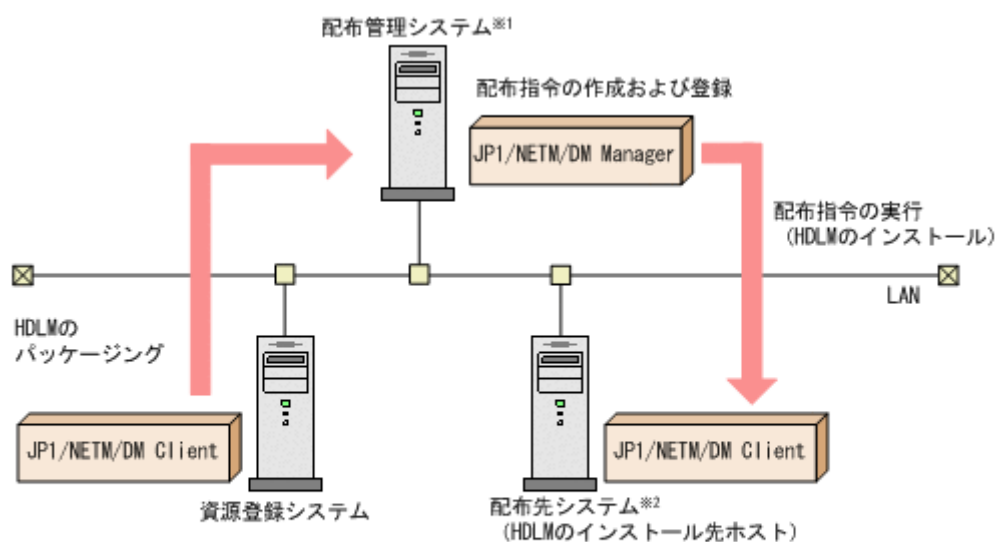 配布管理システム※1
配布指令の作成および登録
JP1/NETM/DM Manager
配布指令の実行
（HDLMのインストール）
LAN
HDLMの
パッケージング
JP1/NETM/DM Client
資源登録システム
JP1/NETM/DM Client
配布先システム※2
（HDLMのインストール先ホスト）